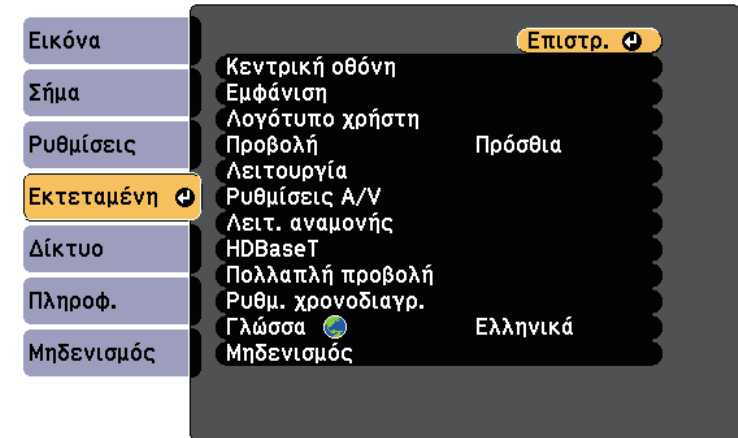 Εικόνα
Σήμα
Ρυθμίσεις
Εκτεταμένη
Δίκτυο
Πληροφ.
Μηδενισμός
Επιστρ.
Κεντρική οθόνη
Εμφάνιση
Λογότυπο χρήστη
Προβολή Πρόσθια
Λειτουργία
Ρυθμίσεις A/V
Λειτ. αναμονής
HDBaseT
Πολλαπλή προβολή
Ρυθμ. χρονοδιαγρ.
Γλώσσα Ελληνικά
Μηδενισμός